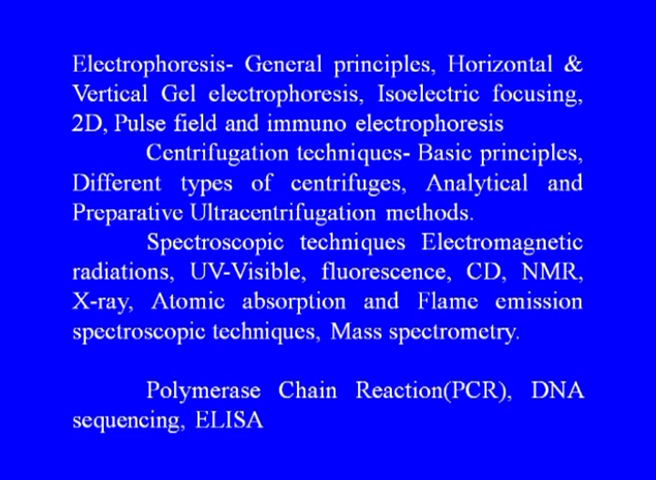 Electrophoresis- General principles, Horizontal &
Vertical Gel electrophoresis, Isoelectric focusing,
2D, Pulse field and immuno electrophoresis
Centrifugation techniques- Basic principles,
Different types of centrifuges, Analytical and
Preparative Ultracentrifugation methods.
Spectroscopic techniques Electromagnetic
radiations, UV-Visible, fluorescence, CD, NMR,
X-ray, Atomic absorption and Flame emission
spectroscopic techniques, Mass spectrometry.
Polymerase Chain Reaction(PCR), DNA
sequencing, ELISA